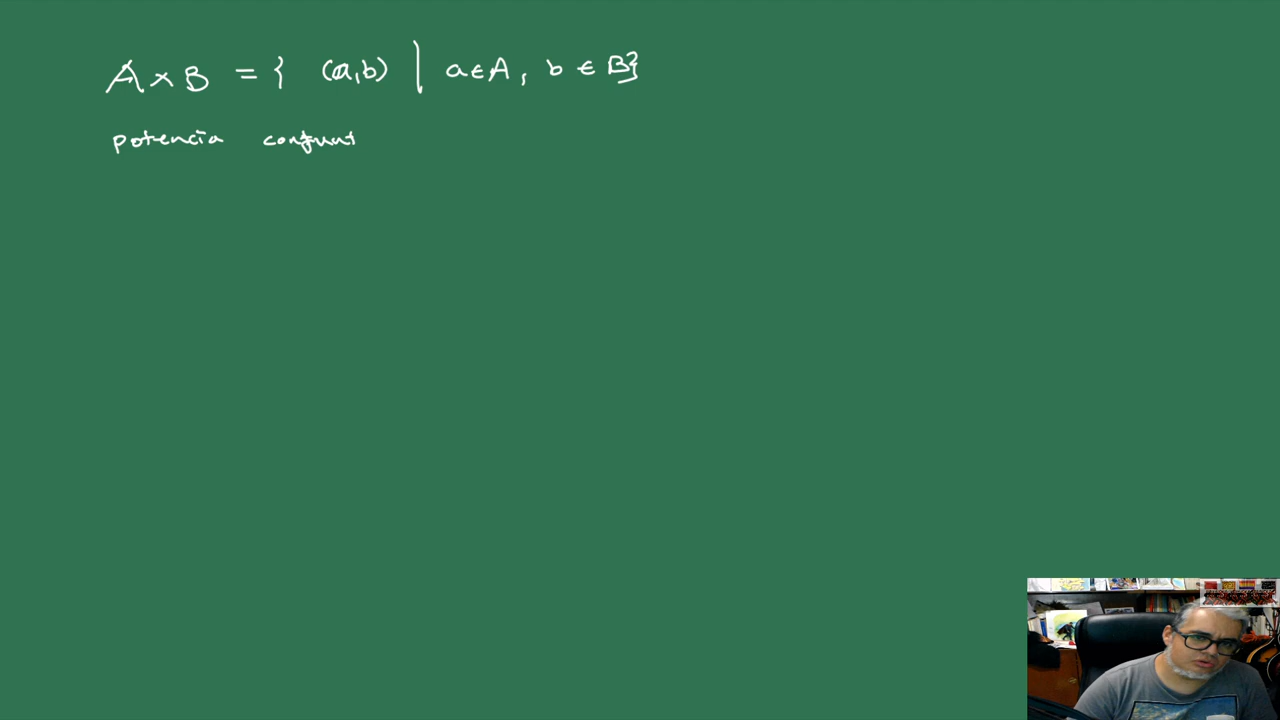 A × B = { (a,b) | a ∈ A, b ∈ B}
potencia conjunt